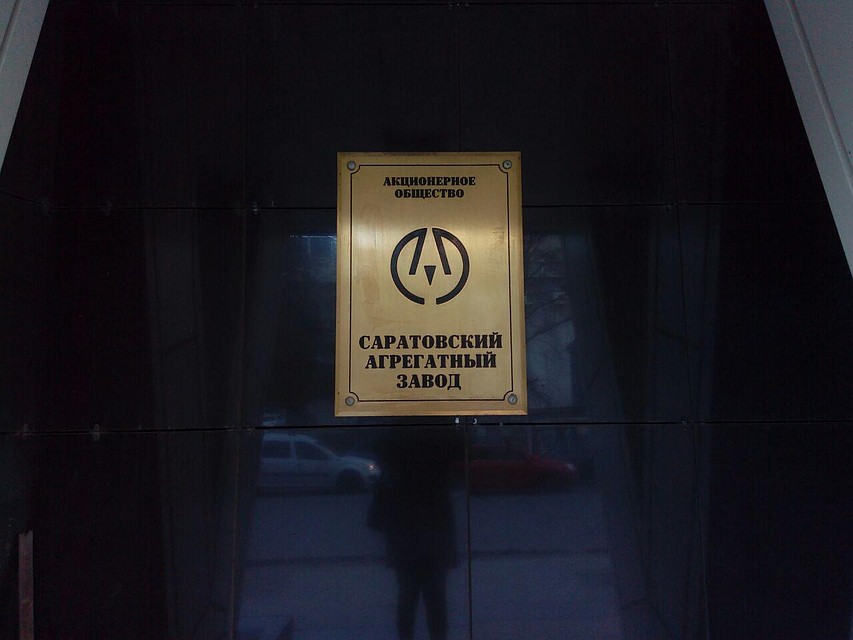 АКЦИОНЕРНОЕ
ОБЩЕСТВО
САРАТОВСКИЙ
АГРЕГАТНЫЙ
ЗАВОД